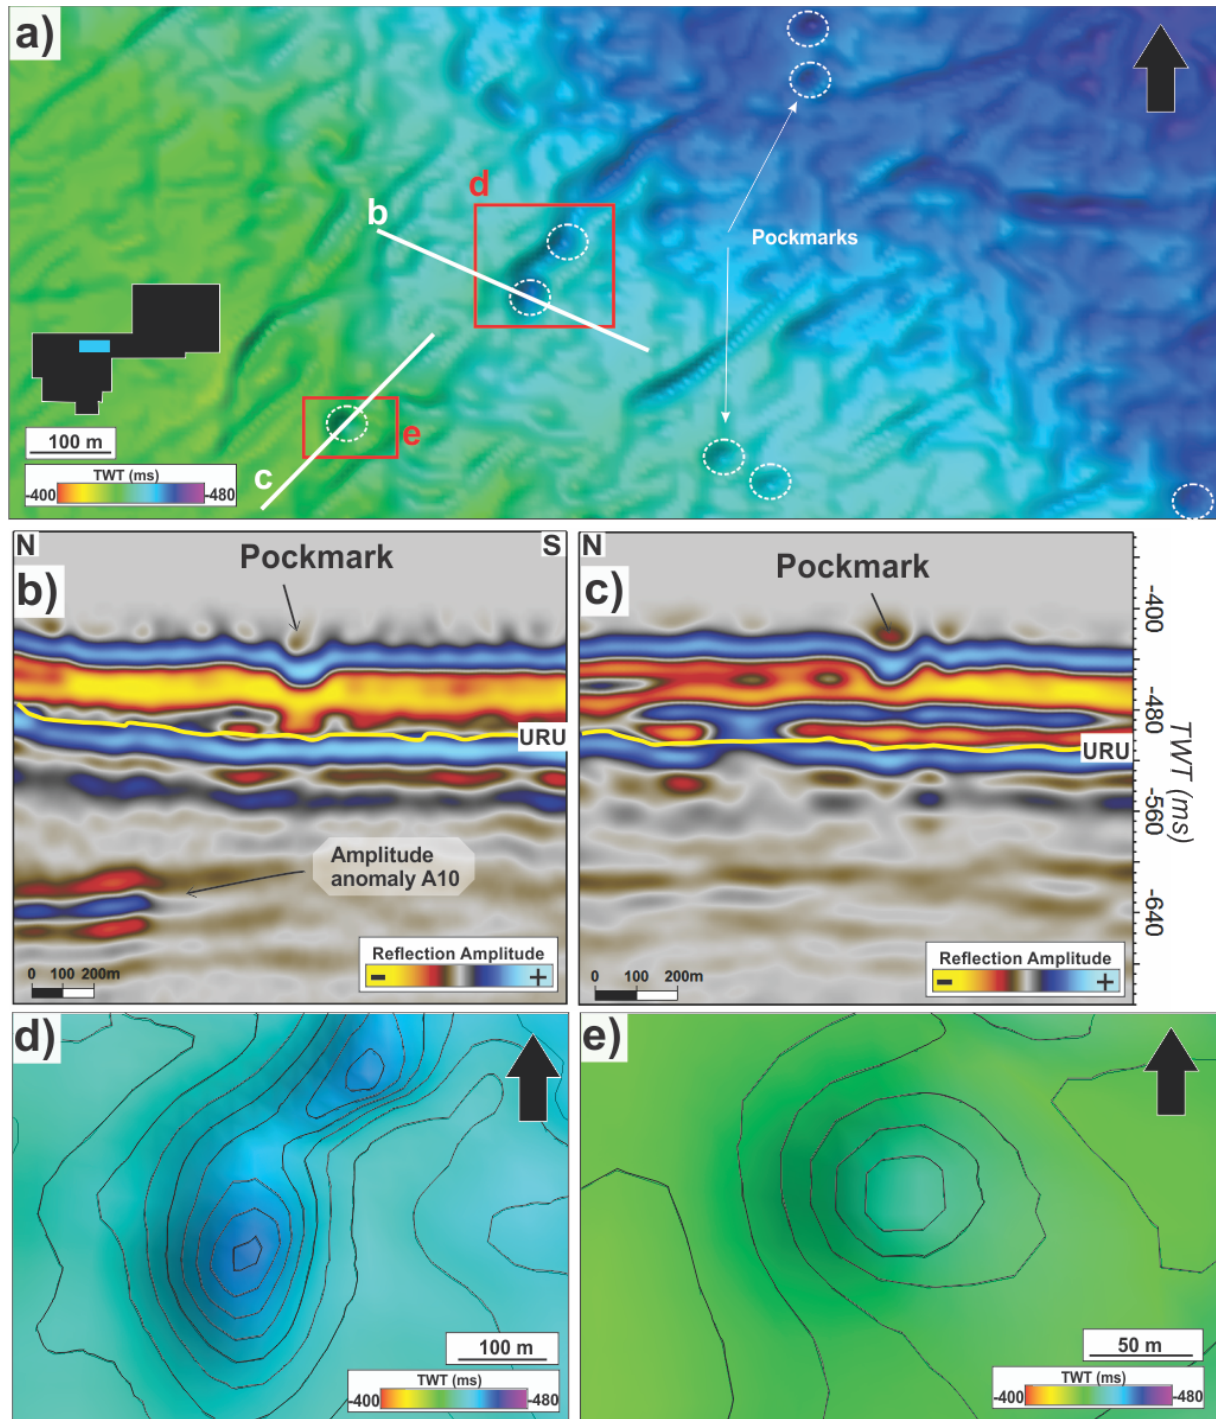 a)
d
b
Pockmarks
e
c
100 m
TWT (ms)
-400
-480
N
S
N
Pockmark
Pockmark
b)
c)
-400
-480
URU
URU
TWT (ms)
-560
Amplitude
anomaly A10
-640
Reflection Amplitude
- +
Reflection Amplitude
- +
0 100 200m
0 100 200m
d)
e)
100 m
50 m
TWT (ms)
-400
-480
TWT (ms)
-400
-480